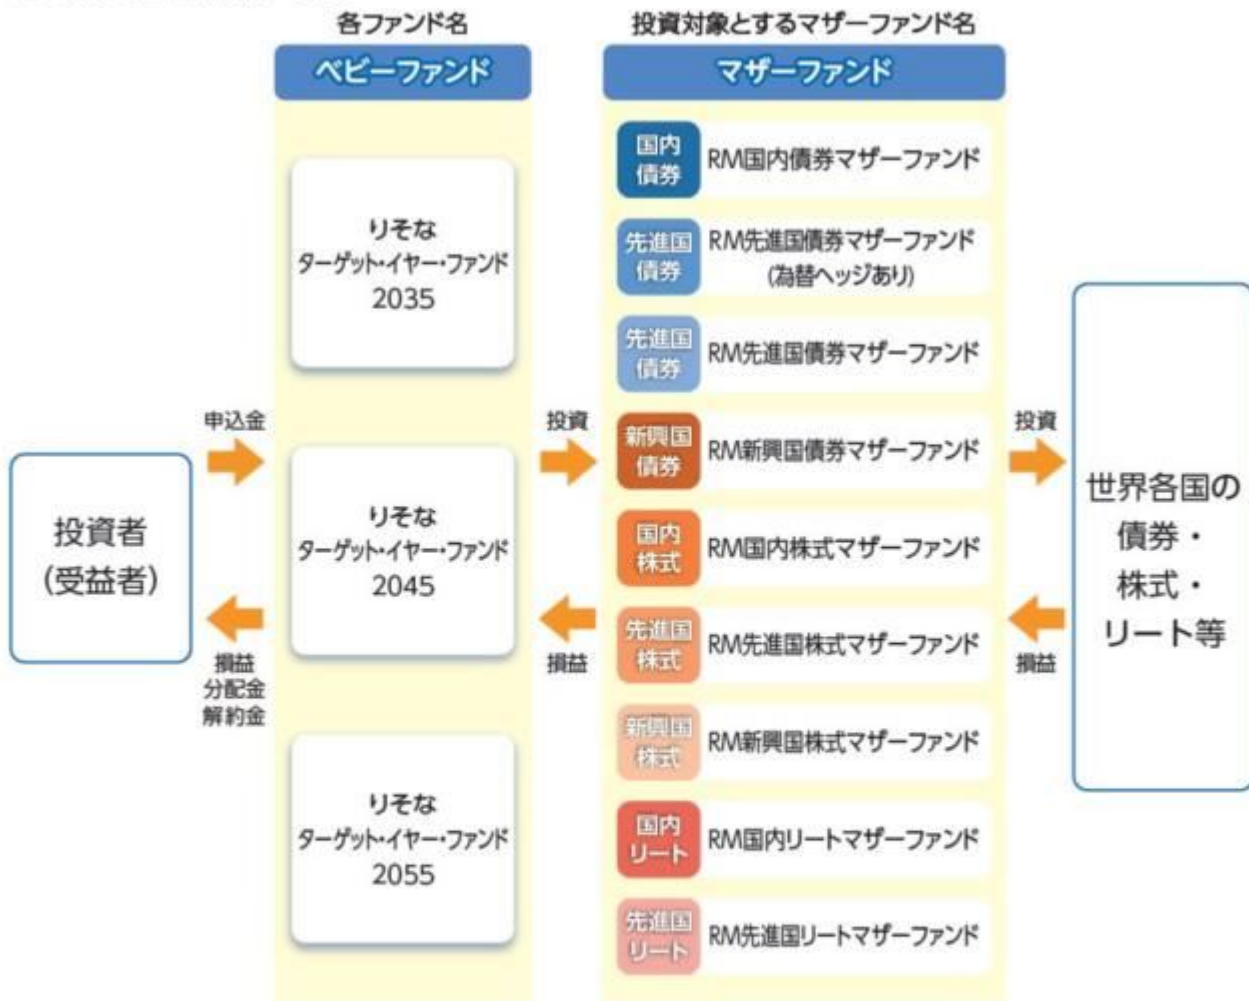 各ファンド名
投資対象とするマザーファンド名
ベビーファンド
マザーファンド
りそな
ターゲット・イヤー・ファンド
2035
りそな
ターゲット・イヤー・ファンド
2045
りそな
ターゲット・イヤー・ファンド
2055
国内
債券
RM国内債券マザーファンド
先進国
債券
RM先進国債券マザーファンド
(為替ヘッジあり)
先進国
債券
RM先進国債券マザーファンド
新興国
債券
RM新興国債券マザーファンド
国内
株式
RM国内株式マザーファンド
先進国
株式
RM先進国株式マザーファンド
新興国
株式
RM新興国株式マザーファンド
国内
リート
RM国内リートマザーファンド
先進国
リート
RM先進国リートマザーファンド
投資者
(受益者)
申込金
損益
分配金
解約金
投資
損益
投資
損益
世界各国の
債券・
株式・
リート等